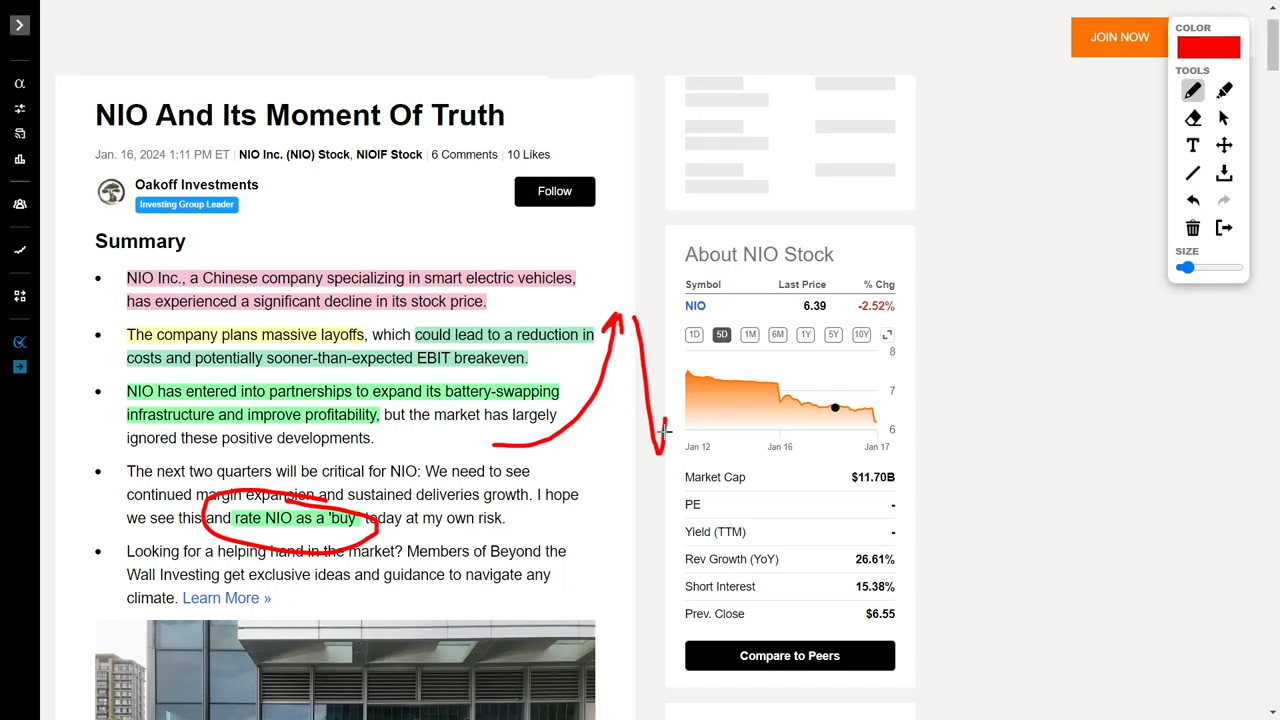 JOIN NOW
COLOR
TOOLS
SIZE
NIO And Its Moment Of Truth
Jan. 16, 2024 1:11 PM ET | NIO Inc. (NIO) Stock, NIOIF Stock | 6 Comments | 10 Likes
Oakoff Investments
Investing Group Leader
Follow
Summary
NIO Inc., a Chinese company specializing in smart electric vehicles,
has experienced a significant decline in its stock price.
The company plans massive layoffs, which could lead to a reduction in
costs and potentially sooner-than-expected EBIT breakeven.
NIO has entered into partnerships to expand its battery-swapping
infrastructure and improve profitability, but the market has largely
ignored these positive developments.
The next two quarters will be critical for NIO: We need to see
continued margin expansion and sustained deliveries growth. I hope
we see this and rate NIO as a 'buy' today at my own risk.
Looking for a helping hand in the market? Members of Beyond the
Wall Investing get exclusive ideas and guidance to navigate any
climate. Learn More »
About NIO Stock
Symbol Last Price % Chg
NIO 6.39 -2.52%
1D 5D 1M 6M 1Y 5Y 10Y
8
7
6
Jan 12 Jan 16 Jan 17
Market Cap $11.70B
PE -
Yield (TTM) -
Rev Growth (YoY) 26.61%
Short Interest 15.38%
Prev. Close $6.55
Compare to Peers